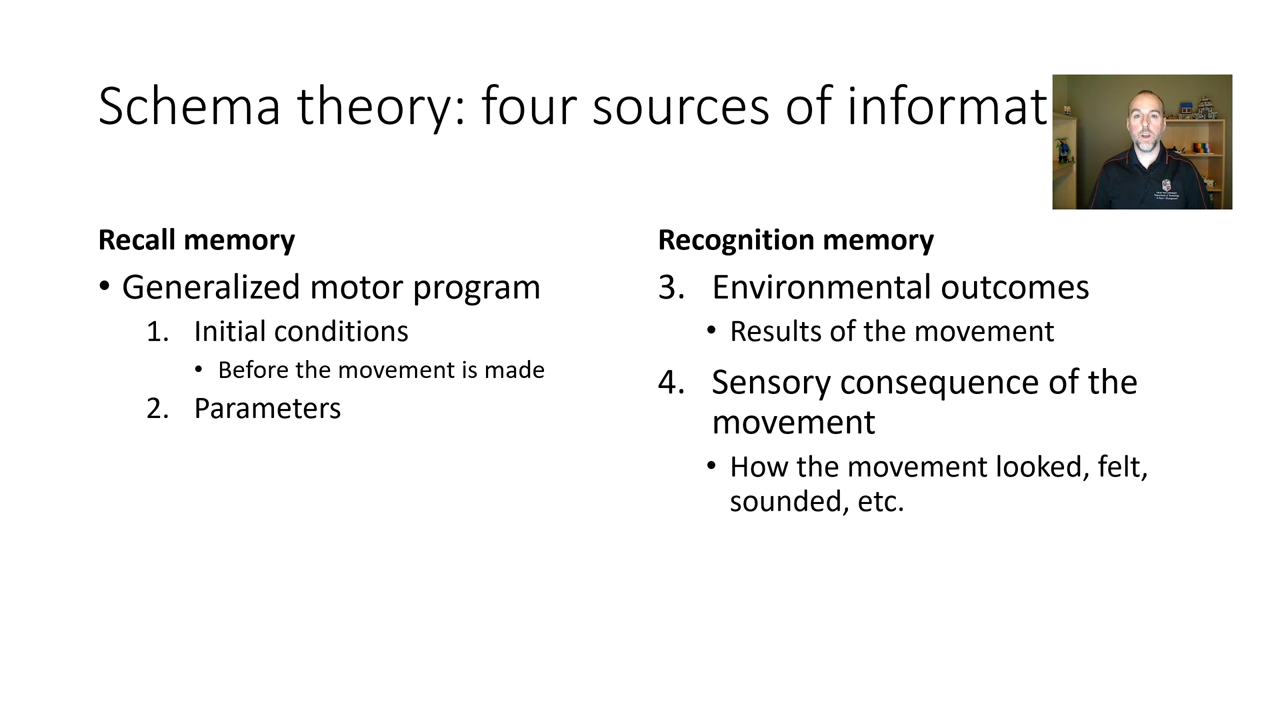 Schema theory: four sources of informat
Recall memory
• Generalized motor program
1. Initial conditions
• Before the movement is made
2. Parameters
Recognition memory
3. Environmental outcomes
• Results of the movement
4. Sensory consequence of the
movement
• How the movement looked, felt,
sounded, etc.